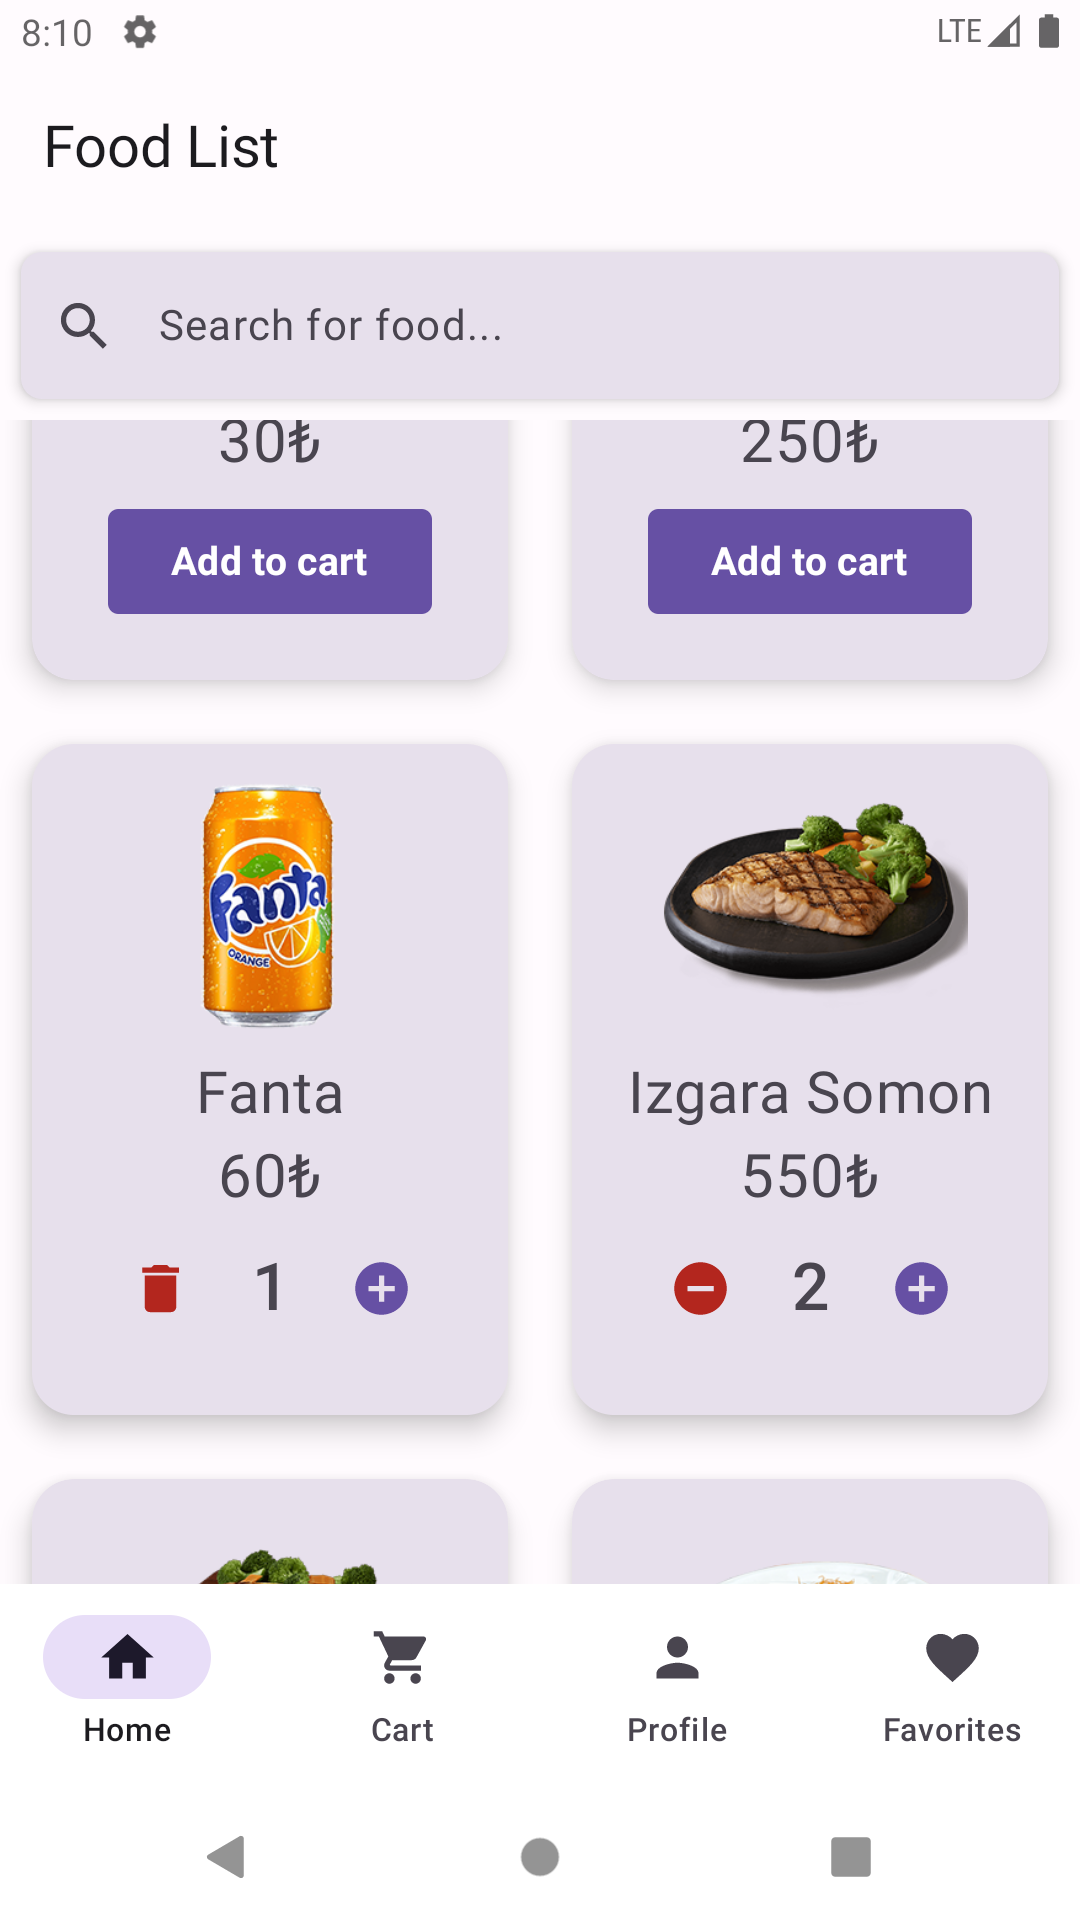 8:10
LTE
Food List
Search for food...
30₺
250₺
Add to cart
Add to cart
Fanta
ORANGE
Fanta
Izgara Somon
60₺
550₺
1
2
Home
Cart
Profile
Favorites